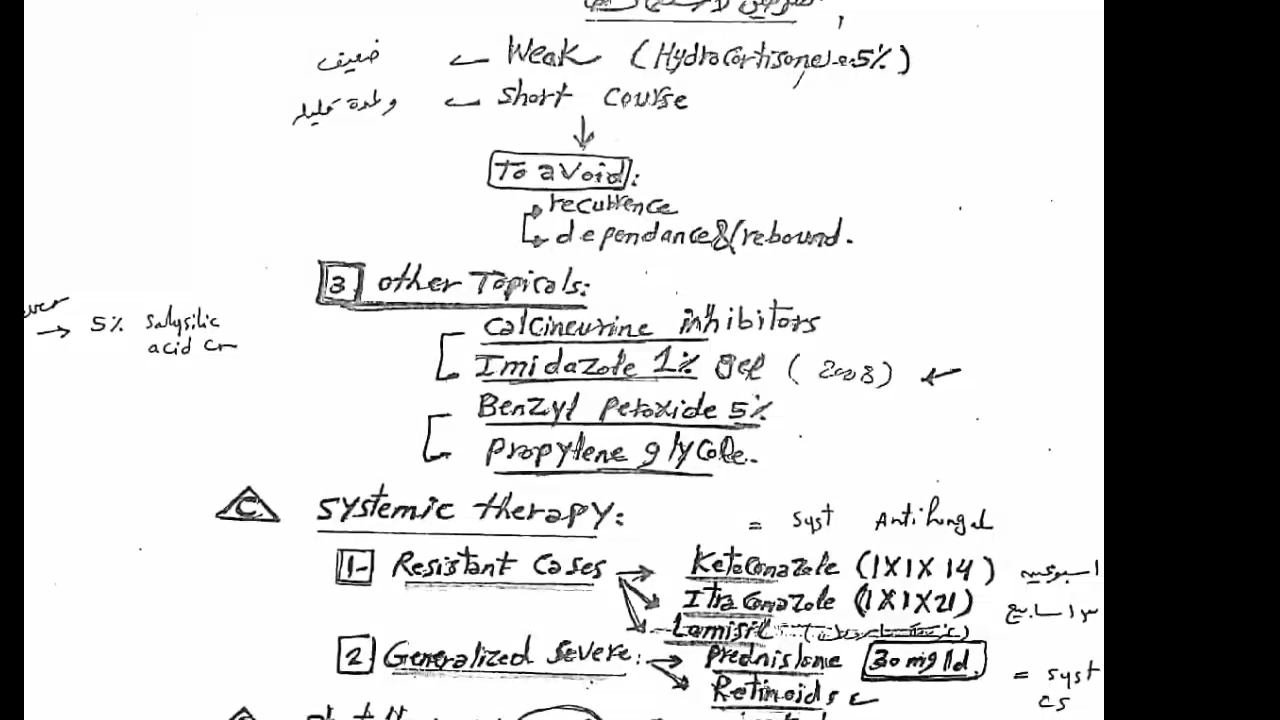 ضعيف ← Weak (Hydrocortisone 5%)
ولمدة قليلة ← short course
↓
To avoid:
recurrence
dependance & rebound.
3 other Topicals:
→ 5% Salysilic
acid Cr
Calcineurine inhibitors
Imidazole 1% gel (2008) ←
Benzyl peroxide 5%
propylene glycole.
C systemic therapy:
= syst Antifungal
1- Resistant Cases → Ketoconazole (1X1X14) اسبوعين
Itraconazole (1X1X21) ٣ اسابيع
Lamisil
2 Generalized severe: → prednislone 30 mg/d. = syst
cs
Retinoids